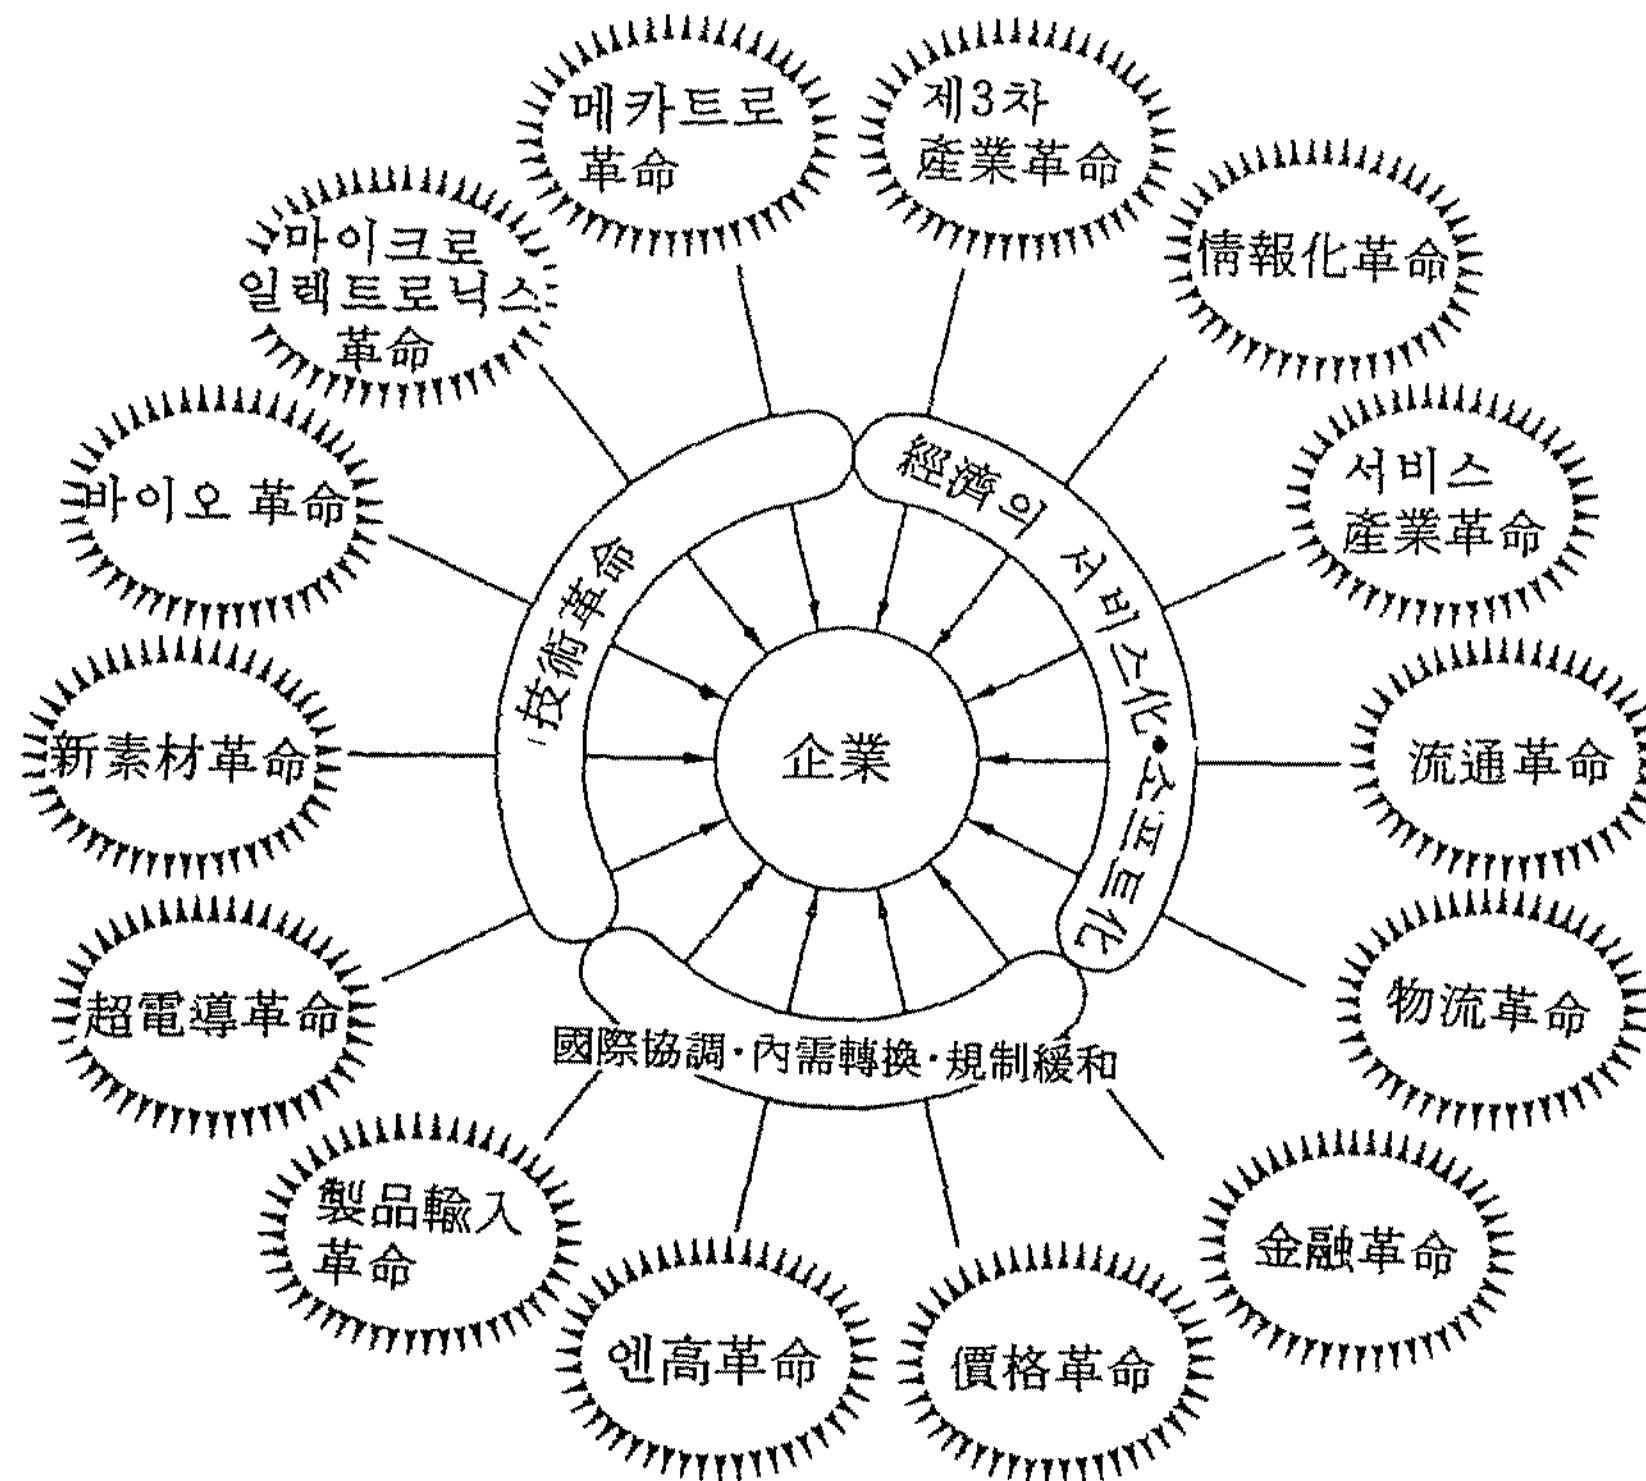 메카트로
革命
제3차
產業革命
情報化革命
서비스
產業革命
流通革命
物流革命
金融革命
價格革命
엔高革命
製品輸入
革命
超電導革命
新素材革命
바이오 革命
마이크로
일렉트로닉스
革命
技術革命
經濟의 서비스化•소프트化
國際協調·內需轉換·規制緩和
企業